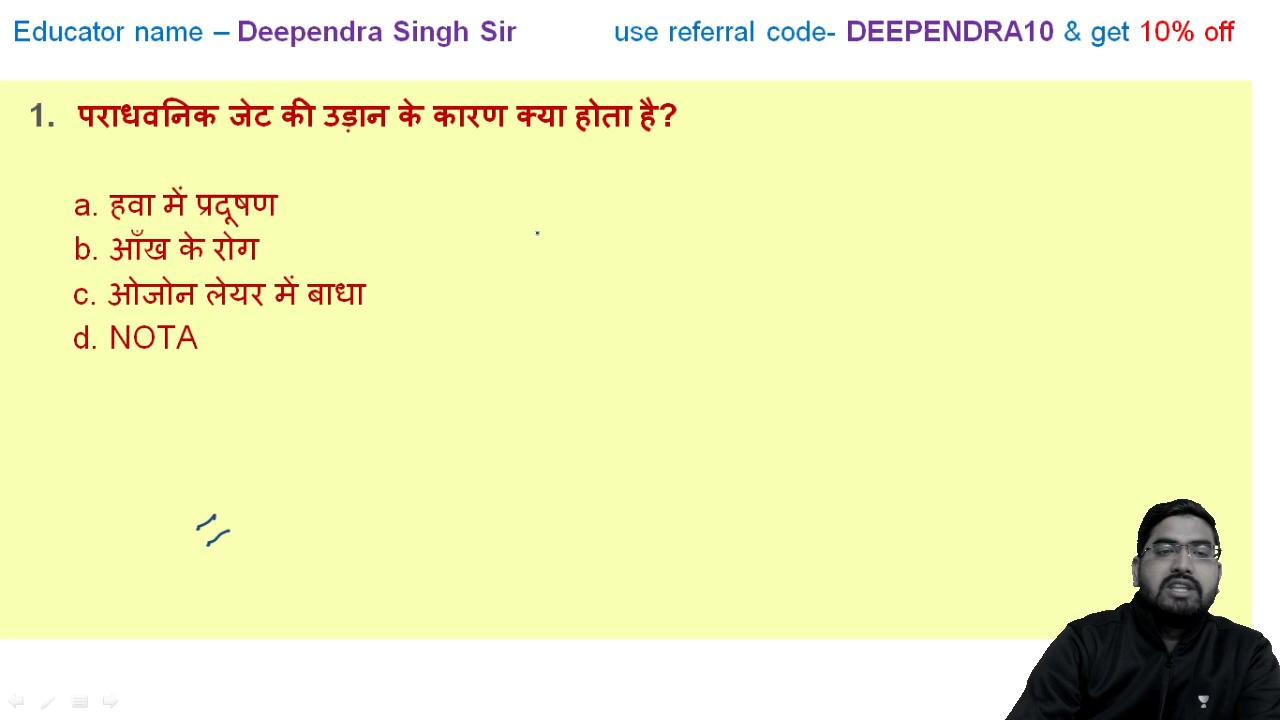 Educator name – Deependra Singh Sir use referral code- DEEPENDRA10 & get 10% off
1. पराधवनिक जेट की उड़ान के कारण क्या होता है?
a. हवा में प्रदूषण
b. आँख के रोग
c. ओजोन लेयर में बाधा
d. NOTA